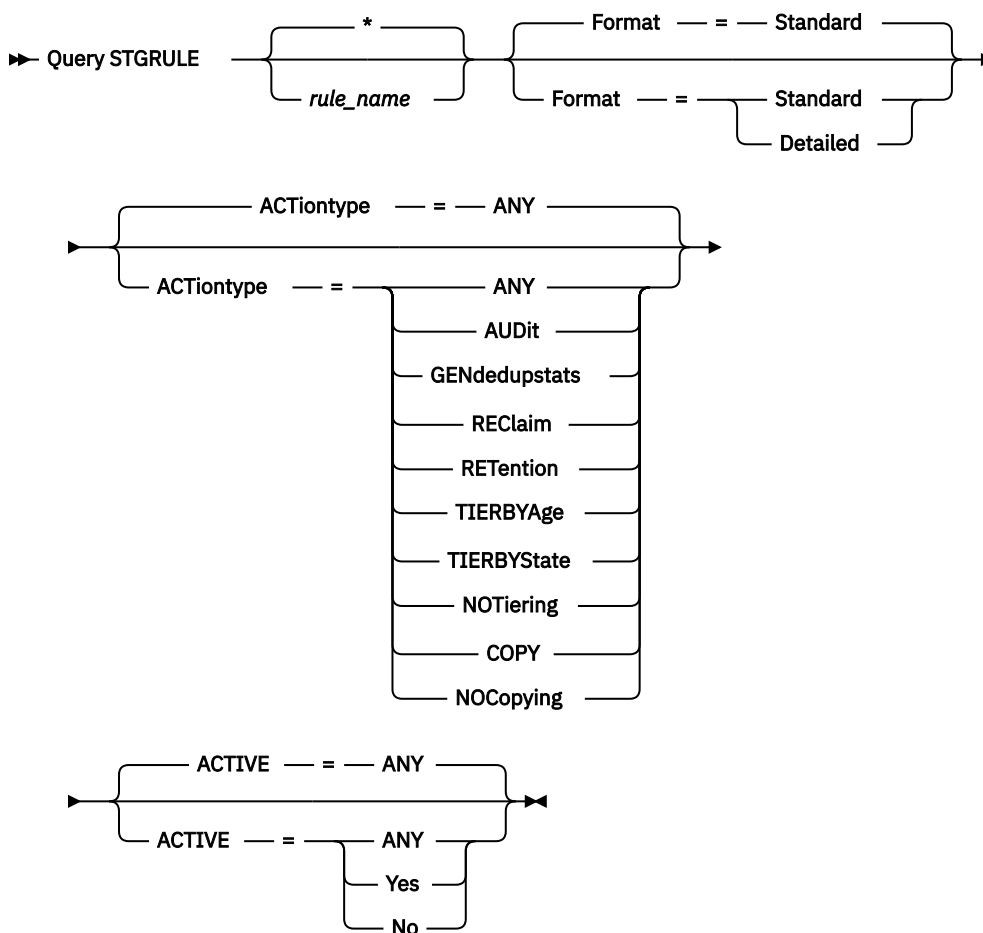 * Format = Standard
Query STGRULE
rule_name Format = Standard
Detailed
ACTiontype = ANY
ACTiontype = ANY
AUDit
GENdedupstats
REClaim
RETention
TIERBYAge
TIERBYState
NOTiering
COPY
NOCopying
ACTIVE = ANY
ACTIVE = ANY
Yes
No